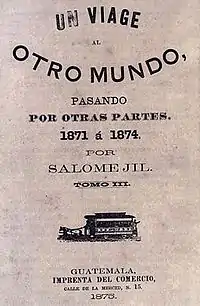 UN VIAGE
AL
OTRO MUNDO,
PASANDO
POR OTRAS PARTES.
1871 á 1874.
POR
SALOME JIL.
TOMO III.
GUATEMALA,
IMPRENTA DEL COMERCIO,
CALLE DE LA MERCED, N. 15.
1875.